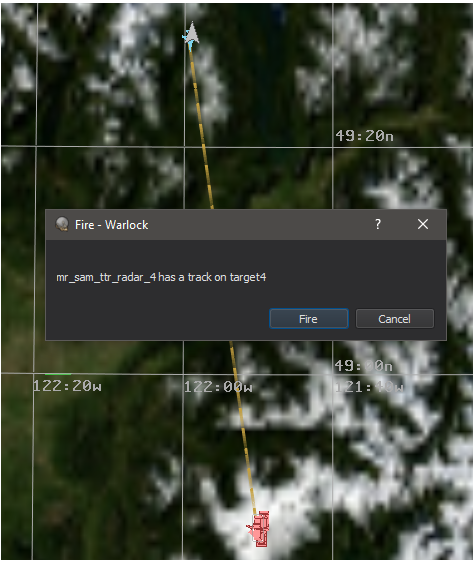 49:20n
Fire - Warlock
?
mr_sam_ttr_radar_4 has a track on target4
Fire
Cancel
122:20w
122:00w